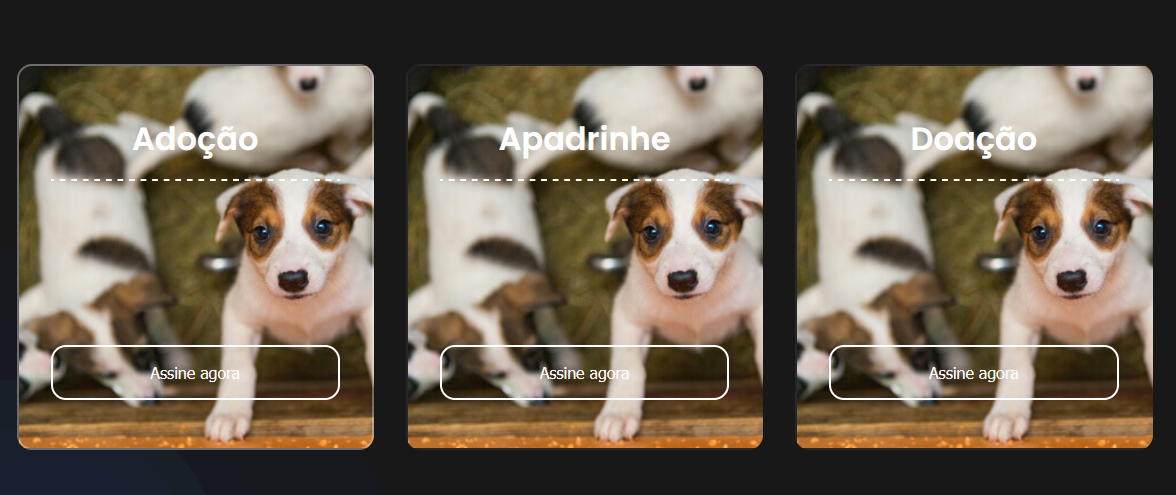 Adoção
Assine agora
Apadrinhe
Assine agora
Doação
Assine agora